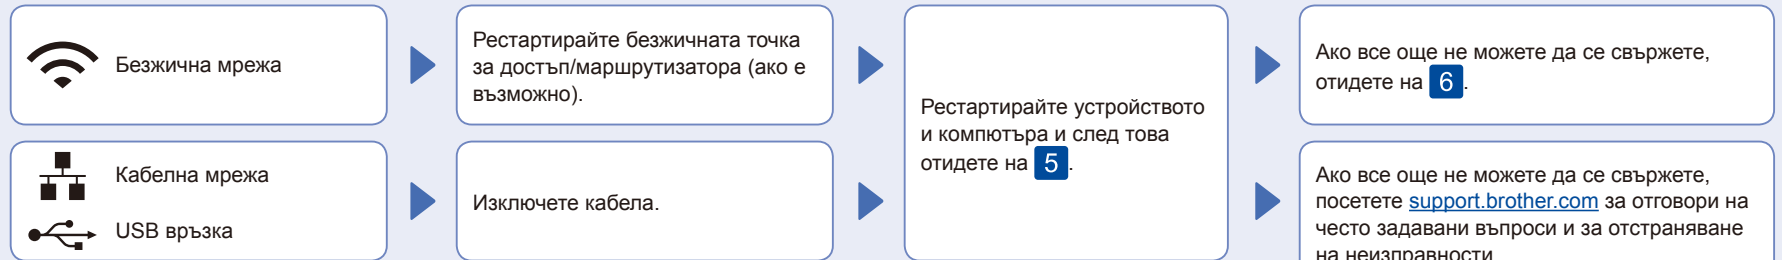 Безжична мрежа
Рестартирайте безжичната точка
за достъп/маршрутизатора (ако е
възможно).
Кабелна мрежа
USB връзка
Изключете кабела.
Рестартирайте устройството
и компютъра и след това
отидете на 5.
Ако все още не можете да се свържете,
отидете на 6.
Ако все още не можете да се свържете,
посетете support.brother.com за отговори на
често задавани въпроси и за отстраняване
на неизправности